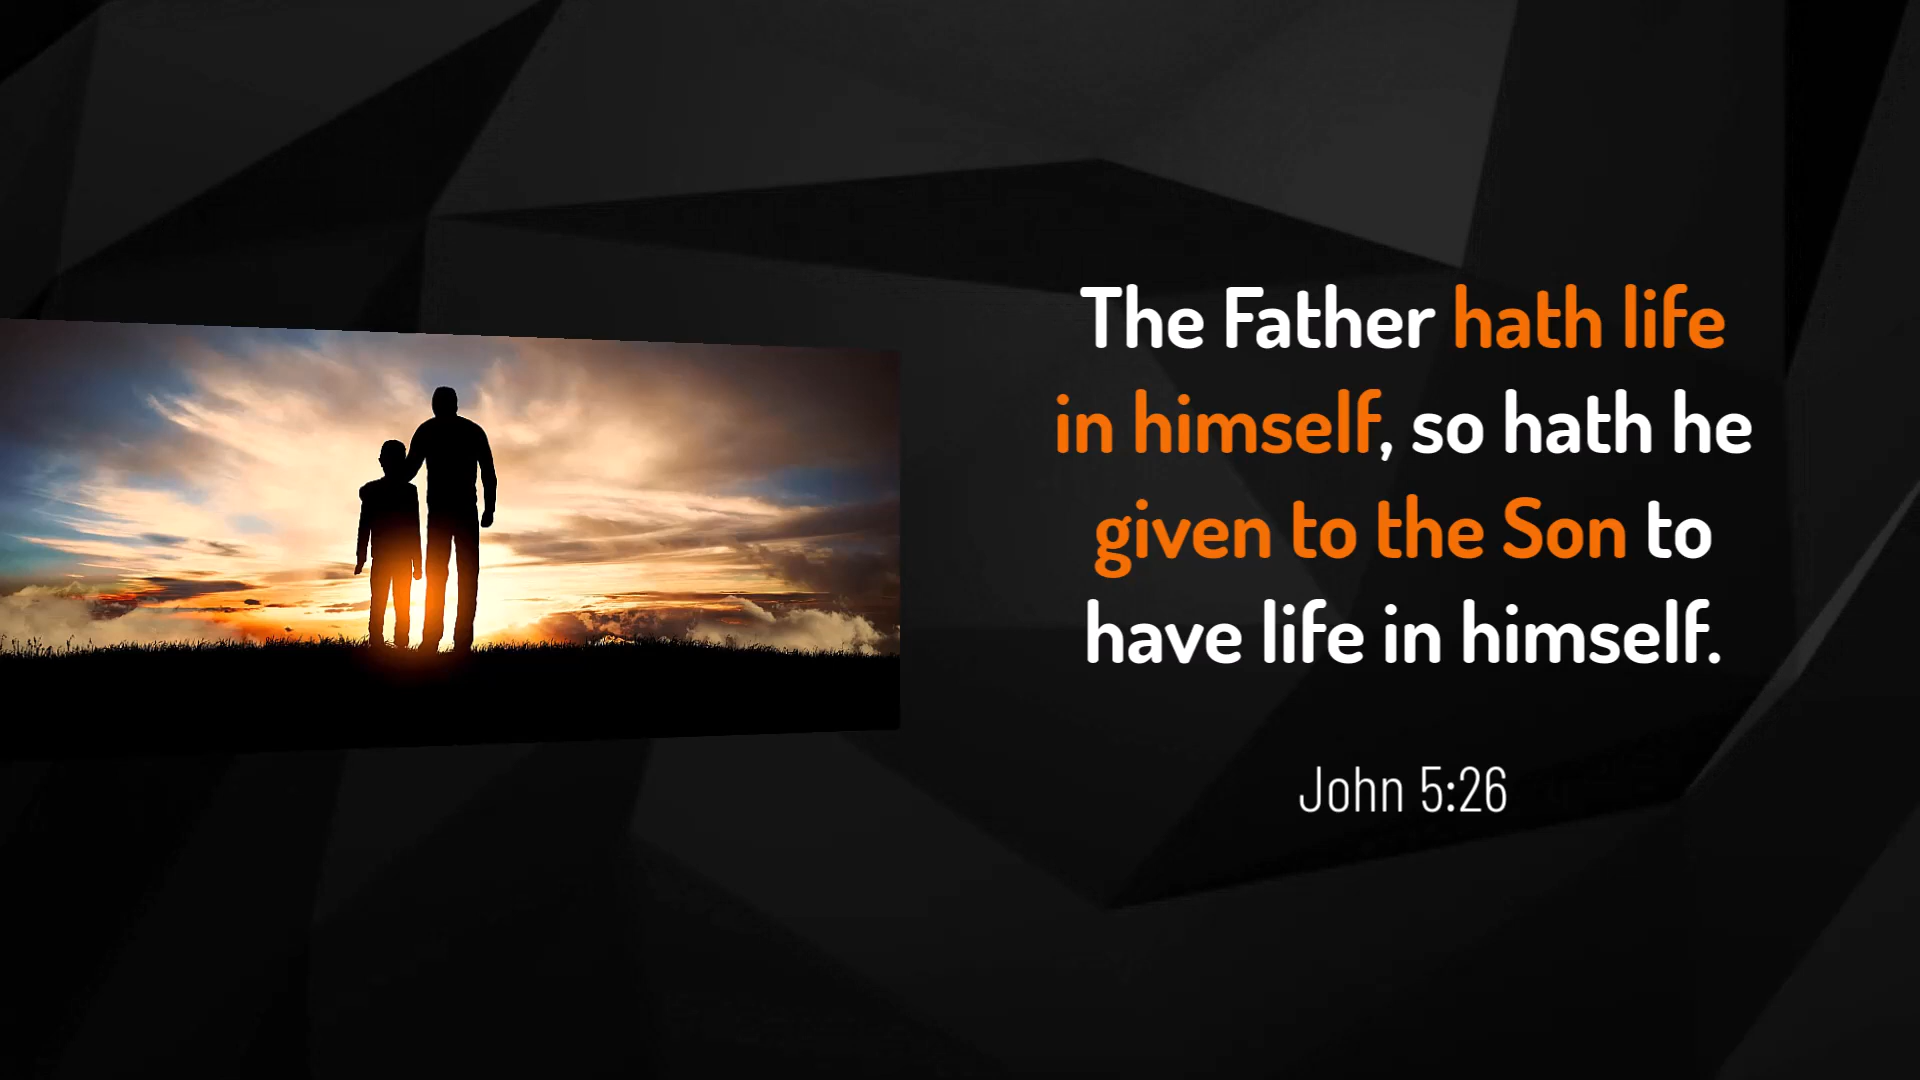 The Father hath life
in himself, so hath he
given to the Son to
have life in himself.
John 5:26